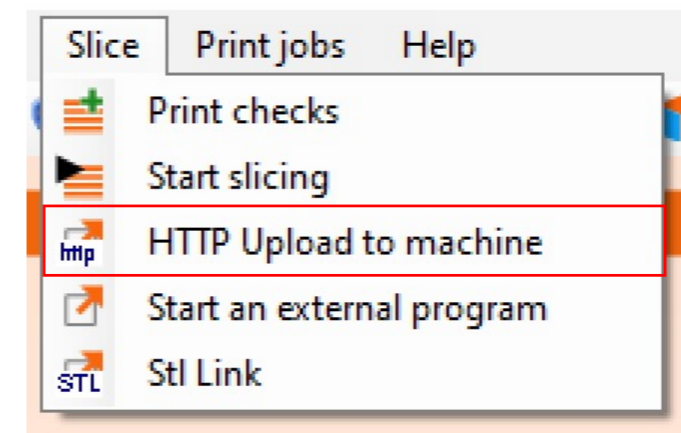 Slice Print jobs Help
Print checks
Start slicing
http HTTP Upload to machine
Start an external program
STL Stl Link